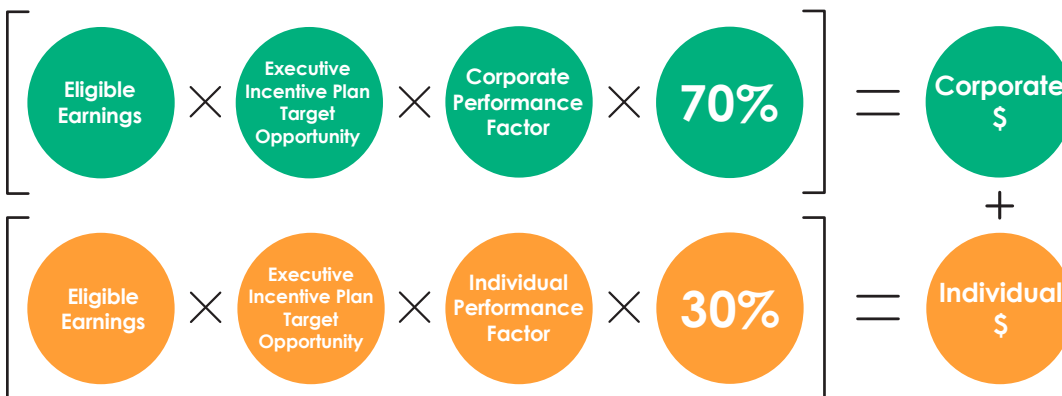 Eligible
Earnings
×
Executive
Incentive Plan
Target
Opportunity
×
Corporate
Performance
Factor
×
70%
=
Corporate
$
+
Eligible
Earnings
×
Executive
Incentive Plan
Target
Opportunity
×
Individual
Performance
Factor
×
30%
=
Individual
$